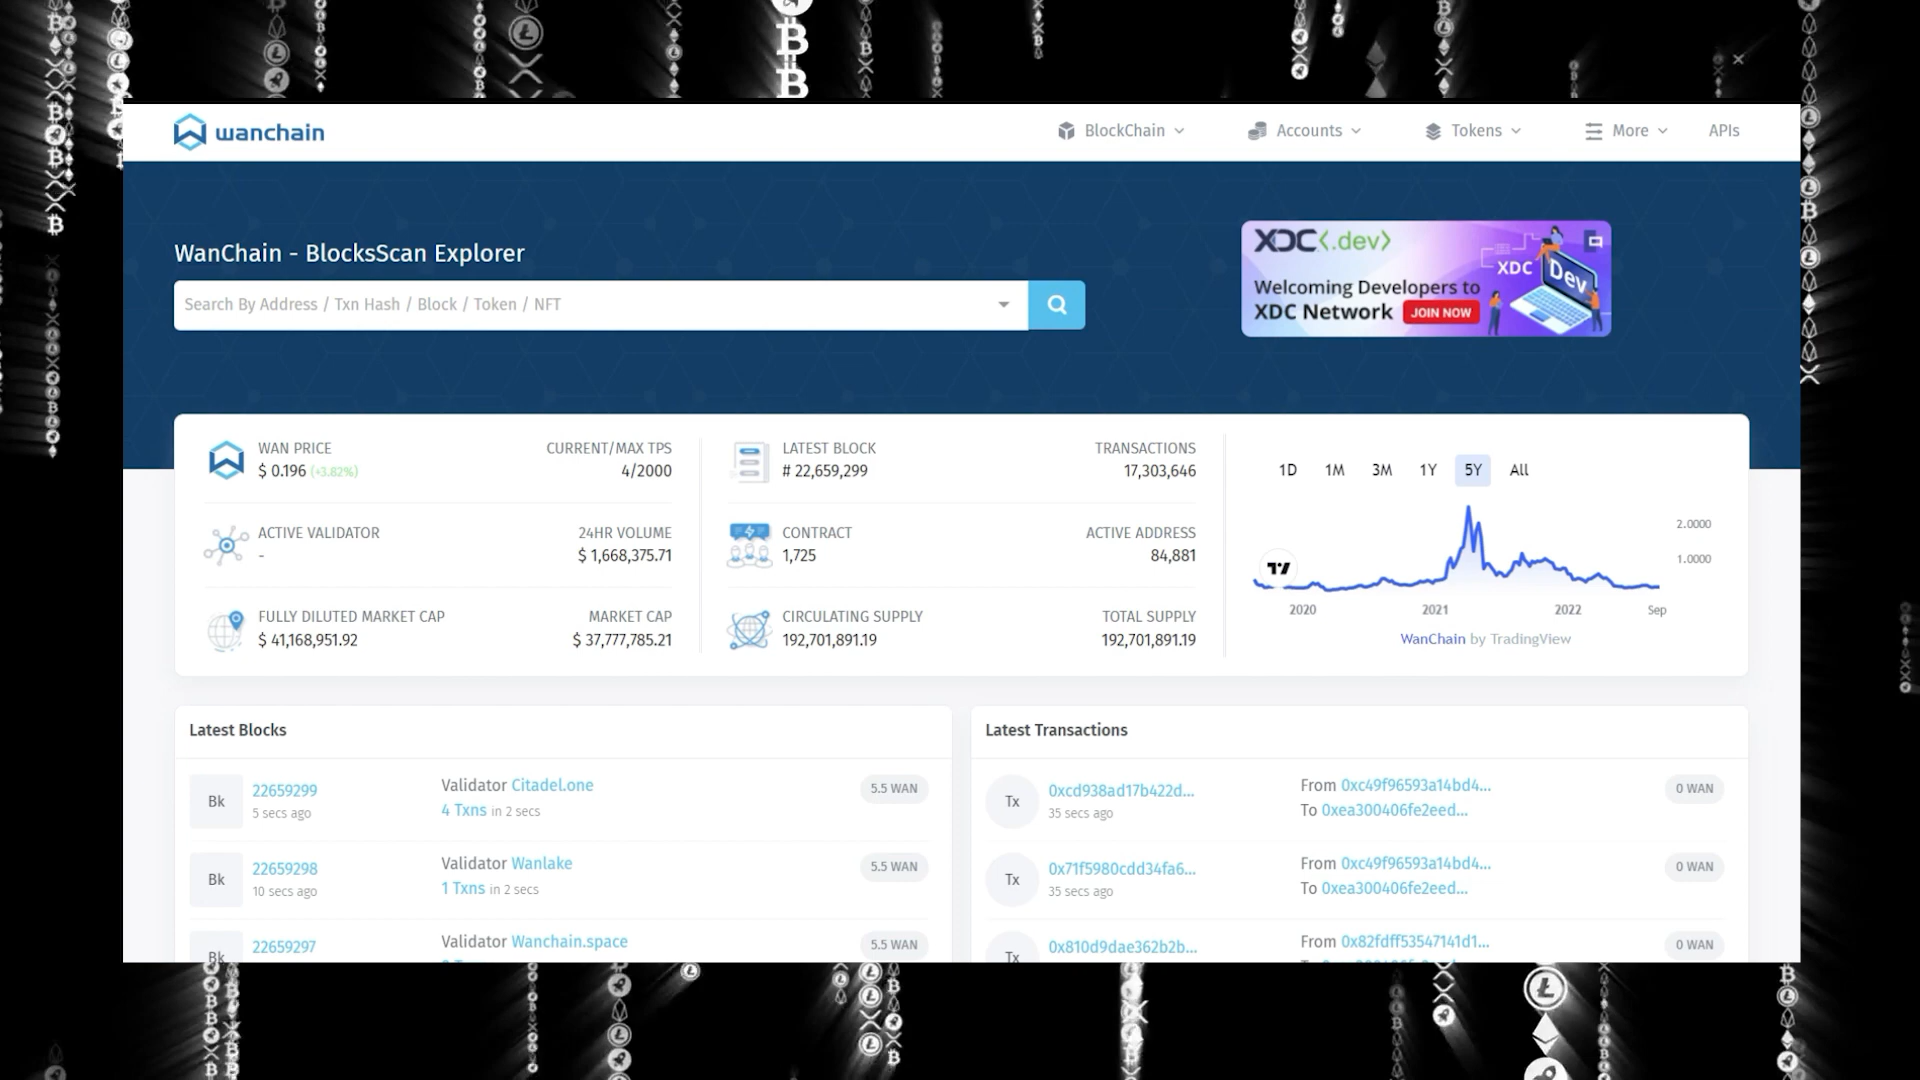 wanchain
BlockChain
Accounts
Tokens
More
APIs
WanChain - BlocksScan Explorer
Search By Address / Txn Hash / Block / Token / NFT
XDC<.dev>
Welcoming Developers to
XDC Network JOIN NOW
XDC
Dev
WAN PRICE
$ 0.196 (+3.82%)
CURRENT/MAX TPS
4/2000
LATEST BLOCK
# 22,659,299
TRANSACTIONS
17,303,646
ACTIVE VALIDATOR
-
24HR VOLUME
$ 1,668,375.71
CONTRACT
1,725
ACTIVE ADDRESS
84,881
FULLY DILUTED MARKET CAP
$ 41,168,951.92
MARKET CAP
$ 37,777,785.21
CIRCULATING SUPPLY
192,701,891.19
TOTAL SUPPLY
192,701,891.19
1D 1M 3M 1Y 5Y All
2.0000
1.0000
2020 2021 2022 Sep
WanChain by TradingView
Latest Blocks
Bk
22659299
5 secs ago
Validator Citadel.one
4 Txns in 2 secs
5.5 WAN
Bk
22659298
10 secs ago
Validator Wanlake
1 Txns in 2 secs
5.5 WAN
Bk
22659297
Validator Wanchain.space
5.5 WAN
Latest Transactions
Tx
0xcd938ad17b422d...
35 secs ago
From 0xc49f96593a14bd4...
To 0xea300406fe2eed...
0 WAN
Tx
0x71f5980cdd34fa6...
35 secs ago
From 0xc49f96593a14bd4...
To 0xea300406fe2eed...
0 WAN
Tx
0x810d9dae362b2b...
From 0x82fdff53547141d1...
0 WAN